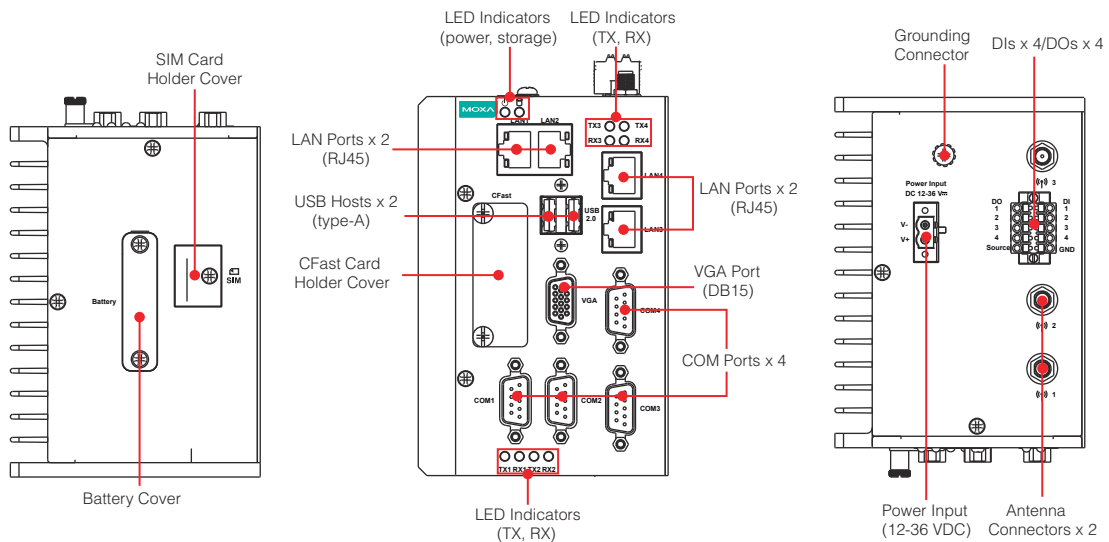 SIM Card
Holder Cover
Battery
SIM
Battery Cover
LED Indicators
(power, storage)
LED Indicators
(TX, RX)
MOXA
LAN1 LAN2
TX3 TX4
RX3 RX4
LAN Ports x 2
(RJ45)
LAN4
LAN Ports x 2
(RJ45)
USB Hosts x 2
(type-A)
CFast
USB
2.0
LAN3
CFast Card
Holder Cover
VGA Port
(DB15)
VGA
COM4
COM Ports x 4
COM1
COM2
COM3
TX1 RX1 TX2 RX2
LED Indicators
(TX, RX)
Grounding
Connector
DIs x 4/DOs x 4
3
Power Input
DC 12-36 V
DO DI
1 1
2 2
3 3
4 4
Source GND
V-
V+
2
1
Power Input
(12-36 VDC)
Antenna
Connectors x 2